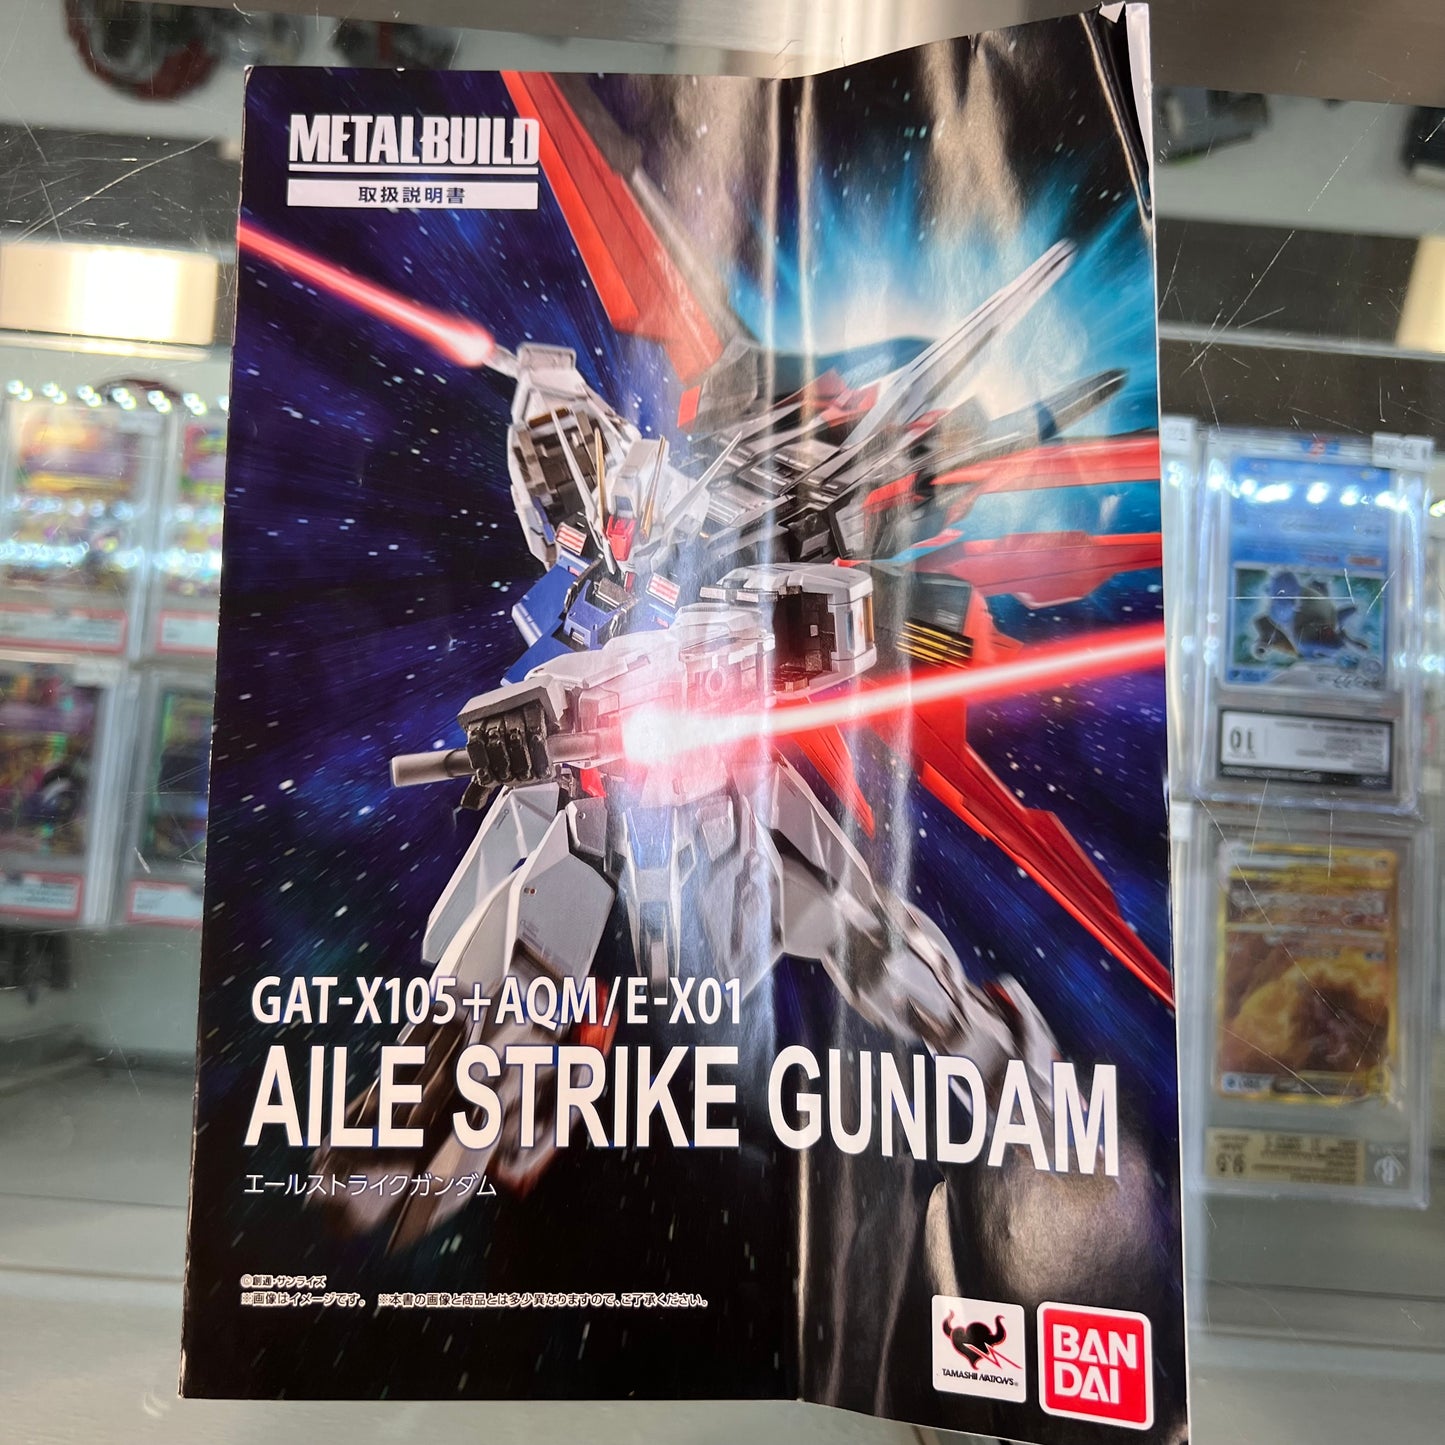 METALBUILD
取扱説明書
GAT-X105+AQM/E-X01
AILE STRIKE GUNDAM
エールストライクガンダム
©創通・サンライズ
※画像はイメージです。 ※本書の画像と商品とは多少異なりますので、ご了承ください。
TAMASHII NATIONS
BAN
DAI